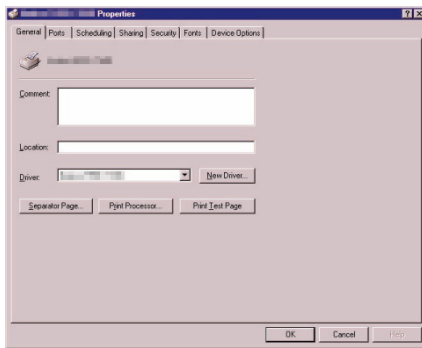 Properties
General Ports Scheduling Sharing Security Fonts Device Options
Comment:
Location:
Driver: New Driver...
Separator Page... Print Processor... Print Test Page
OK Cancel Help